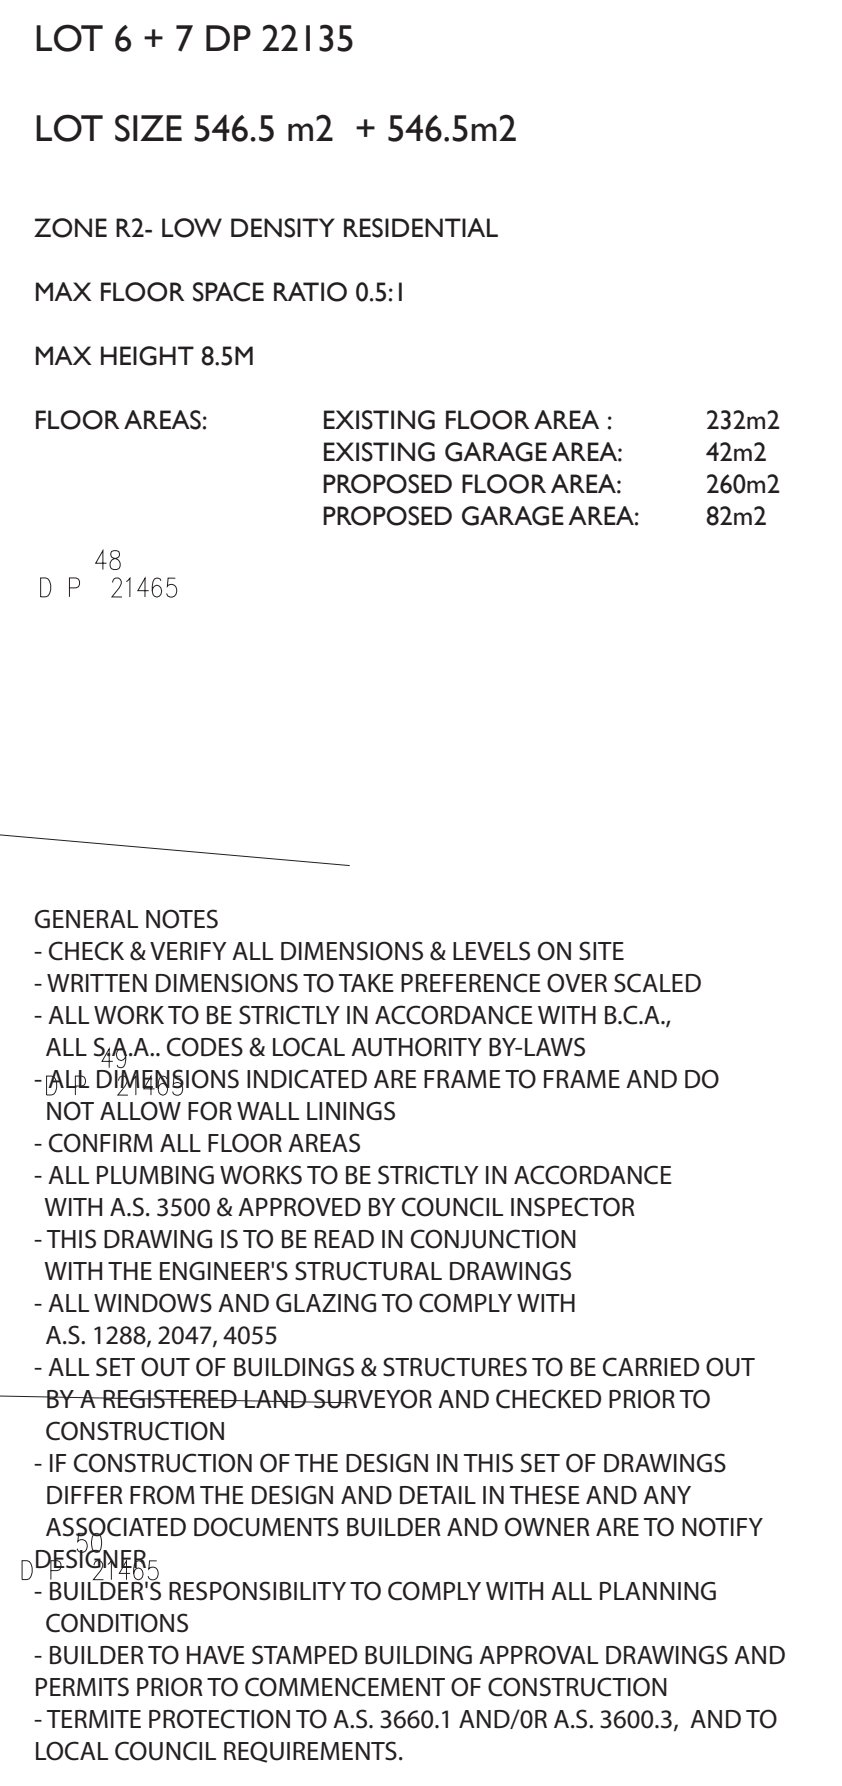 LOT 6 + 7 DP 22135
LOT SIZE 546.5 m2 + 546.5m2
ZONE R2- LOW DENSITY RESIDENTIAL
MAX FLOOR SPACE RATIO 0.5:1
MAX HEIGHT 8.5M
FLOOR AREAS: EXISTING FLOOR AREA : 232m2
EXISTING GARAGE AREA: 42m2
PROPOSED FLOOR AREA: 260m2
PROPOSED GARAGE AREA: 82m2
48
D P 21465
GENERAL NOTES
- CHECK & VERIFY ALL DIMENSIONS & LEVELS ON SITE
- WRITTEN DIMENSIONS TO TAKE PREFERENCE OVER SCALED
- ALL WORK TO BE STRICTLY IN ACCORDANCE WITH B.C.A.,
ALL S.A.A.. CODES & LOCAL AUTHORITY BY-LAWS
49
- ALL DIMENSIONS INDICATED ARE FRAME TO FRAME AND DO
D P 21465
NOT ALLOW FOR WALL LININGS
- CONFIRM ALL FLOOR AREAS
- ALL PLUMBING WORKS TO BE STRICTLY IN ACCORDANCE
WITH A.S. 3500 & APPROVED BY COUNCIL INSPECTOR
- THIS DRAWING IS TO BE READ IN CONJUNCTION
WITH THE ENGINEER'S STRUCTURAL DRAWINGS
- ALL WINDOWS AND GLAZING TO COMPLY WITH
A.S. 1288, 2047, 4055
- ALL SET OUT OF BUILDINGS & STRUCTURES TO BE CARRIED OUT
BY A REGISTERED LAND SURVEYOR AND CHECKED PRIOR TO
CONSTRUCTION
- IF CONSTRUCTION OF THE DESIGN IN THIS SET OF DRAWINGS
DIFFER FROM THE DESIGN AND DETAIL IN THESE AND ANY
ASSOCIATED DOCUMENTS BUILDER AND OWNER ARE TO NOTIFY
50
DESIGNER
D P 21465
- BUILDER'S RESPONSIBILITY TO COMPLY WITH ALL PLANNING
CONDITIONS
- BUILDER TO HAVE STAMPED BUILDING APPROVAL DRAWINGS AND
PERMITS PRIOR TO COMMENCEMENT OF CONSTRUCTION
- TERMITE PROTECTION TO A.S. 3660.1 AND/0R A.S. 3600.3, AND TO
LOCAL COUNCIL REQUIREMENTS.